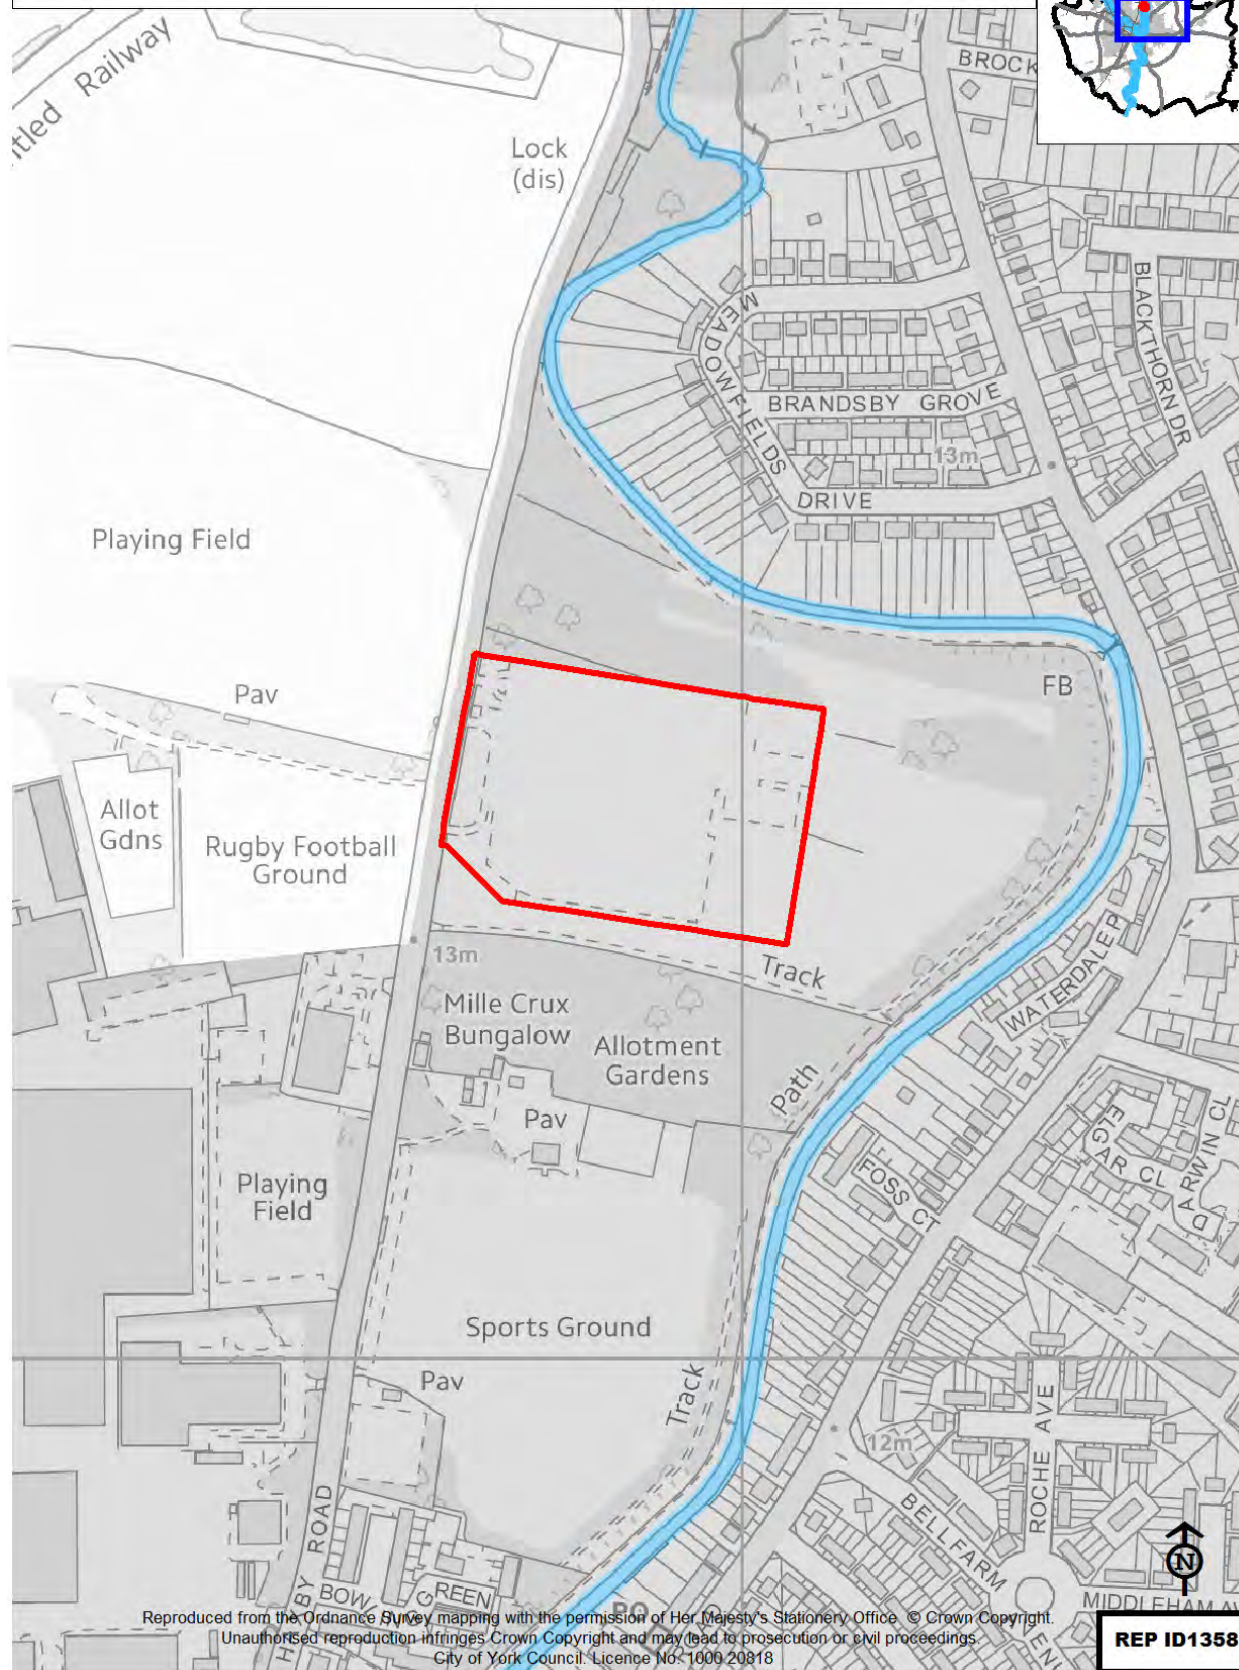 Railway
BROCK
Lock
(dis)
BLACKTHORN DR
MEADOWFIELDS
BRANDSBY GROVE
13m
DRIVE
Playing Field
Pav
FB
Allot
Gdns
Rugby Football
Ground
13m
Track
WATERDALE P
Mille Crux
Bungalow
Allotment
Gardens
Path
Pav
ELGAR CL
DARWIN CL
FOSS CT
Playing
Field
Sports Ground
Pav
Track
ROCHE AVE
12m
BELLFARM
ROAD
N
REEN
MIDDLEHAM AV
Reproduced from the Ordnance Survey mapping with the permission of Her Majesty's Stationery Office. © Crown Copyright.
Unauthorised reproduction infringes Crown Copyright and may lead to prosecution or civil proceedings.
City of York Council. Licence No. 1000 20818
REP ID1358